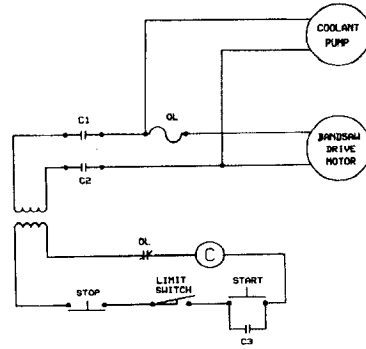 COOLANT
PUMP
C1
OL
BANDSAW
DRIVE
MOTOR
C2
OL
C
STOP
LIMIT
SWITCH
START
C3